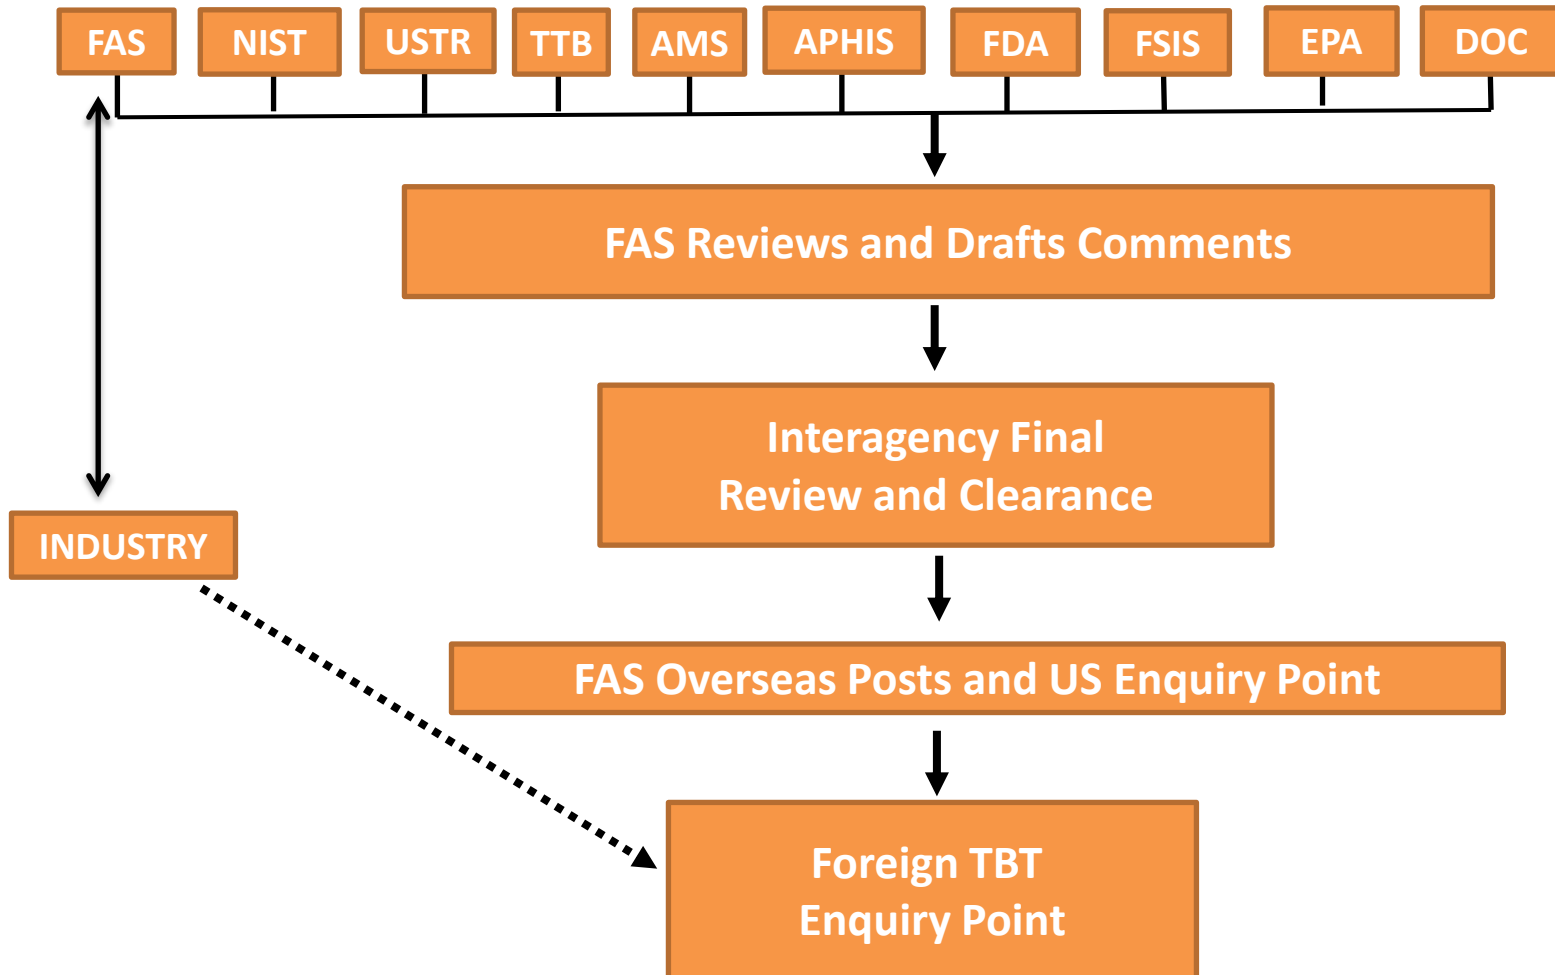 FAS
NIST
USTR
TTB
AMS
APHIS
FDA
FSIS
EPA
DOC
FAS Reviews and Drafts Comments
Interagency Final
Review and Clearance
INDUSTRY
FAS Overseas Posts and US Enquiry Point
Foreign TBT
Enquiry Point